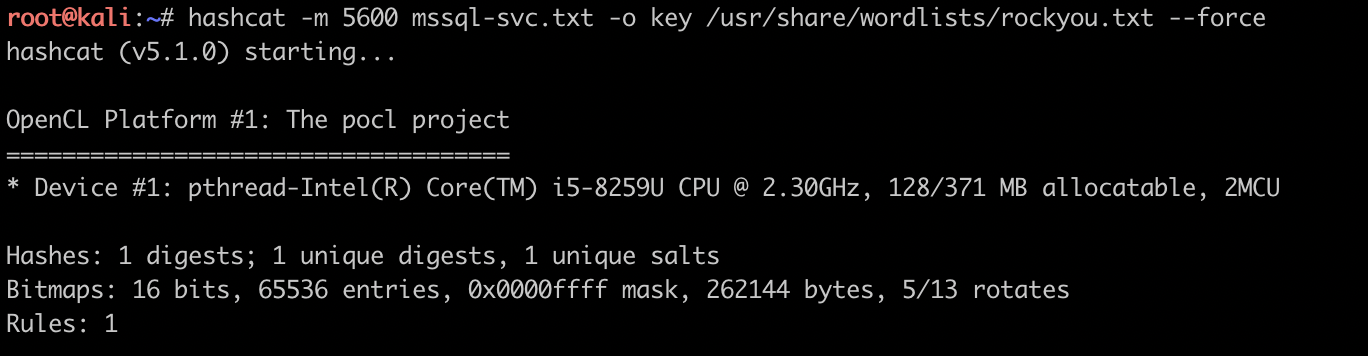 root@kali:~# hashcat -m 5600 mssql-svc.txt -o key /usr/share/wordlists/rockyou.txt --force
hashcat (v5.1.0) starting...
OpenCL Platform #1: The pocl project
====================================
* Device #1: pthread-Intel(R) Core(TM) i5-8259U CPU @ 2.30GHz, 128/371 MB allocatable, 2MCU
Hashes: 1 digests; 1 unique digests, 1 unique salts
Bitmaps: 16 bits, 65536 entries, 0x0000ffff mask, 262144 bytes, 5/13 rotates
Rules: 1